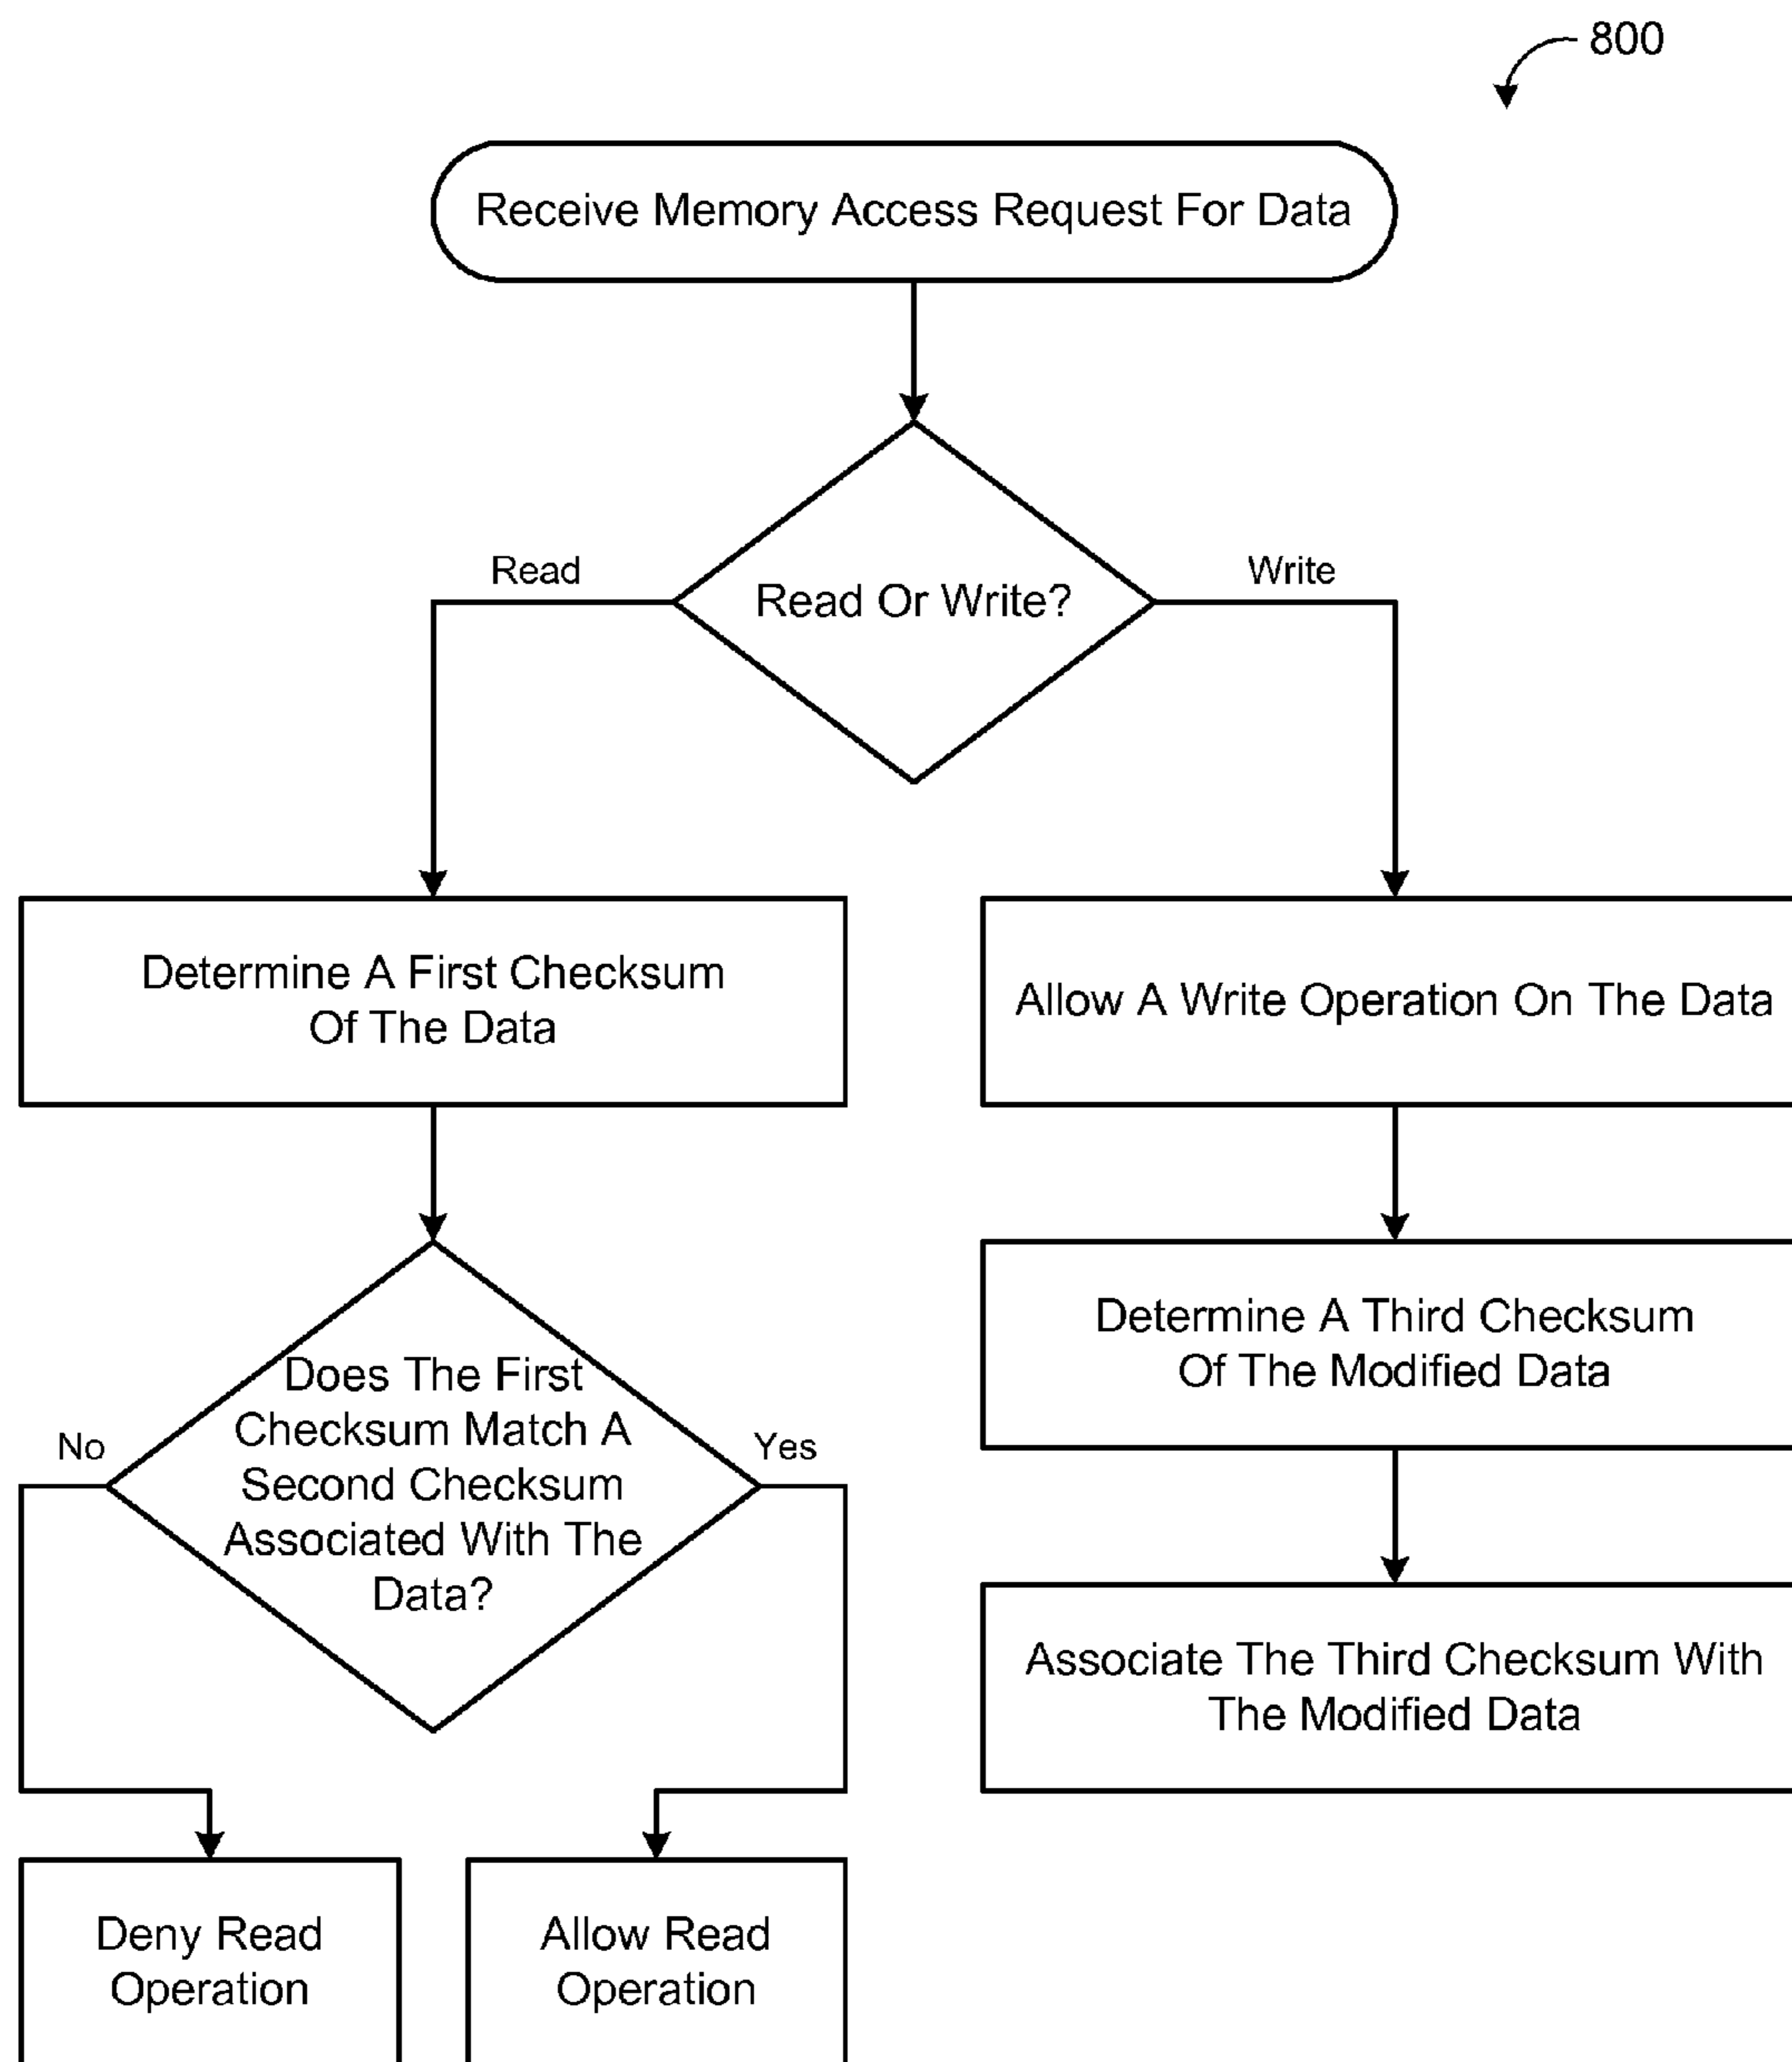 800
Receive Memory Access Request For Data
Read
Read Or Write?
Write
Determine A First Checksum
Of The Data
Allow A Write Operation On The Data
Does The First
Checksum Match A
Second Checksum
Associated With The
Data?
No
Yes
Determine A Third Checksum
Of The Modified Data
Associate The Third Checksum With
The Modified Data
Deny Read
Operation
Allow Read
Operation